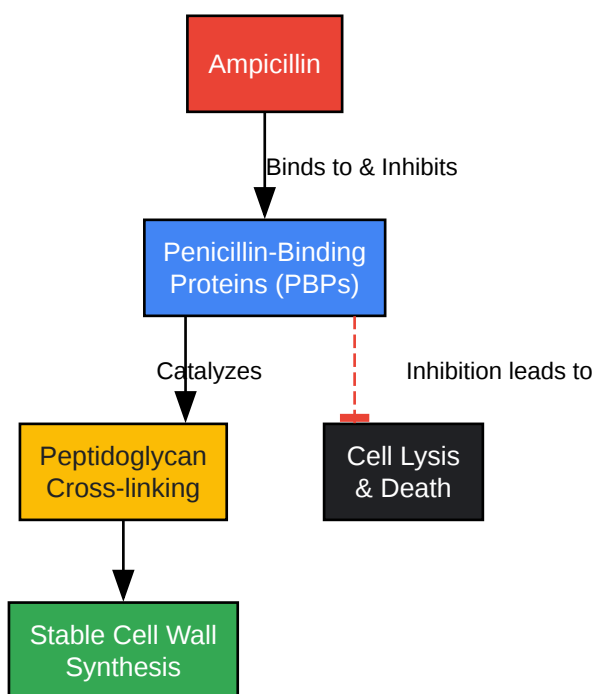 Ampicillin
Binds to & Inhibits
Penicillin-Binding
Proteins (PBPs)
Catalyzes
Inhibition leads to
Peptidoglycan
Cross-linking
Cell Lysis
& Death
Stable Cell Wall
Synthesis